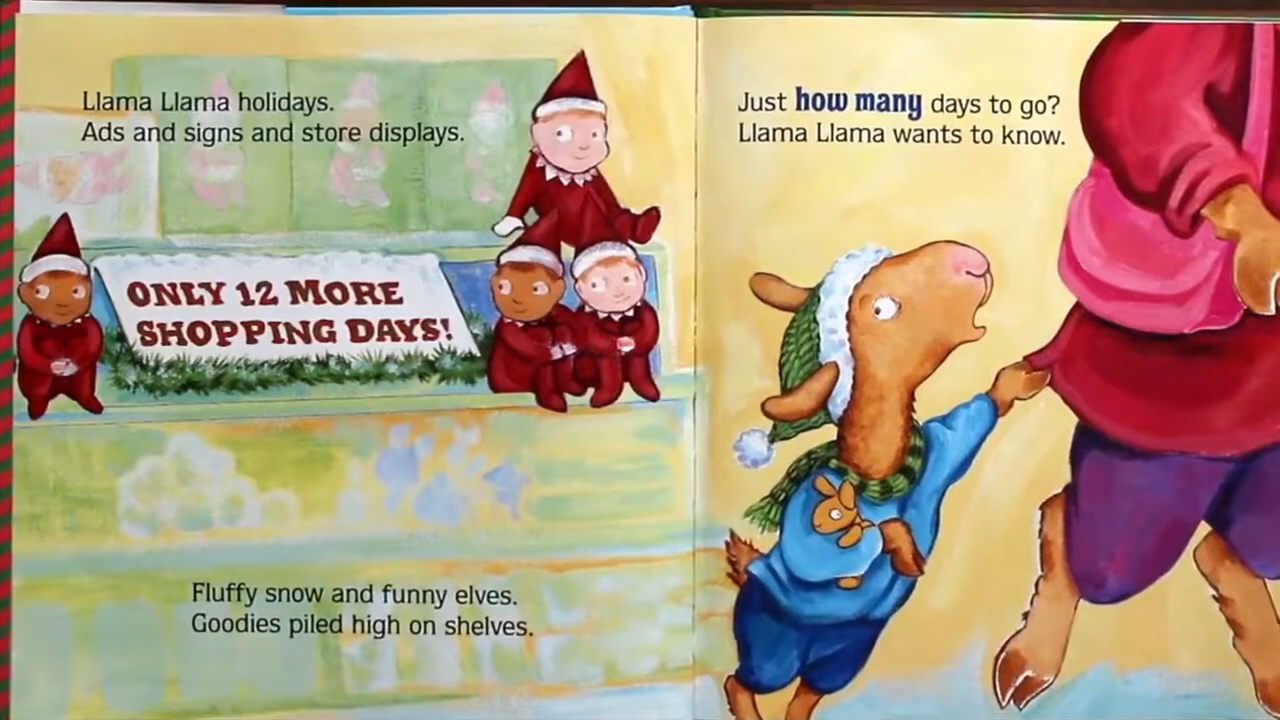 Llama Llama holidays.
Ads and signs and store displays.
ONLY 12 MORE
SHOPPING DAYS!
Fluffy snow and funny elves.
Goodies piled high on shelves.
Just how many days to go?
Llama Llama wants to know.